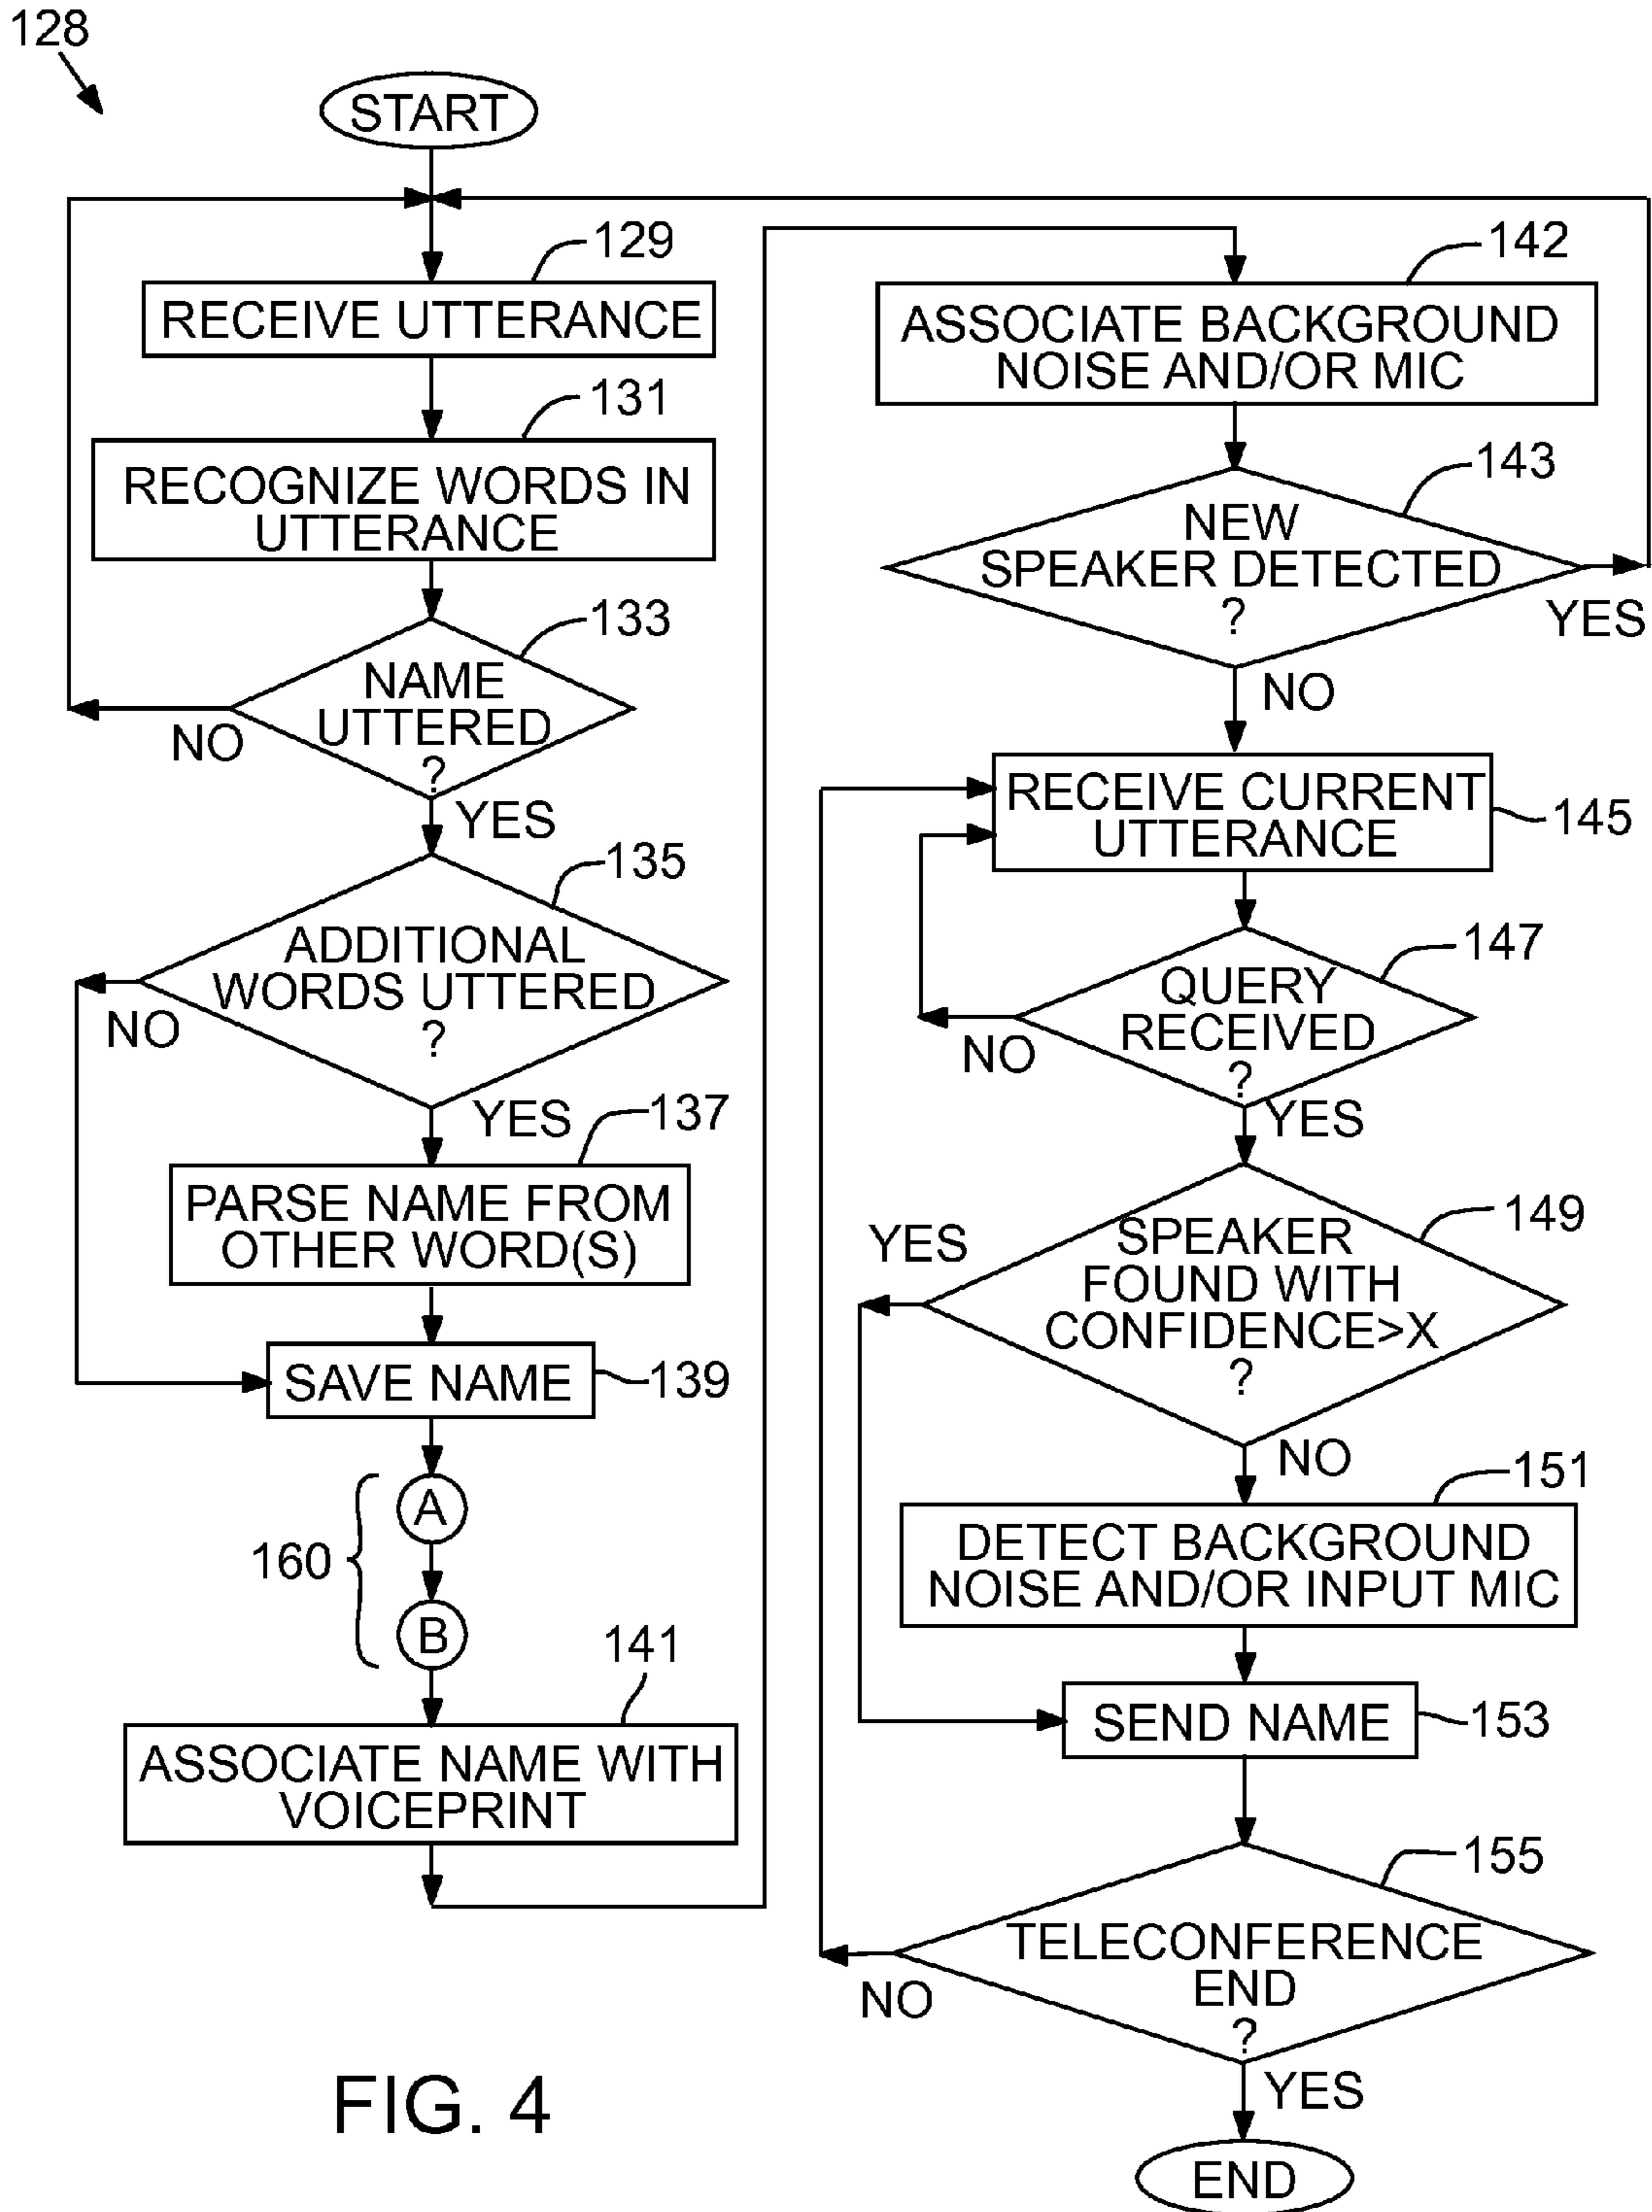 128
START
129
RECEIVE UTTERANCE
131
RECOGNIZE WORDS IN
UTTERANCE
133
NAME
UTTERED
?
NO
YES
135
ADDITIONAL
WORDS UTTERED
?
NO
YES
137
PARSE NAME FROM
OTHER WORD(S)
SAVE NAME
139
A
160
B
141
ASSOCIATE NAME WITH
VOICEPRINT
142
ASSOCIATE BACKGROUND
NOISE AND/OR MIC
143
NEW
SPEAKER DETECTED
?
YES
NO
RECEIVE CURRENT
UTTERANCE
145
147
QUERY
RECEIVED
?
NO
YES
149
YES
SPEAKER
FOUND WITH
CONFIDENCE>X
?
NO
151
DETECT BACKGROUND
NOISE AND/OR INPUT MIC
SEND NAME
153
155
TELECONFERENCE
END
?
NO
YES
END
FIG. 4